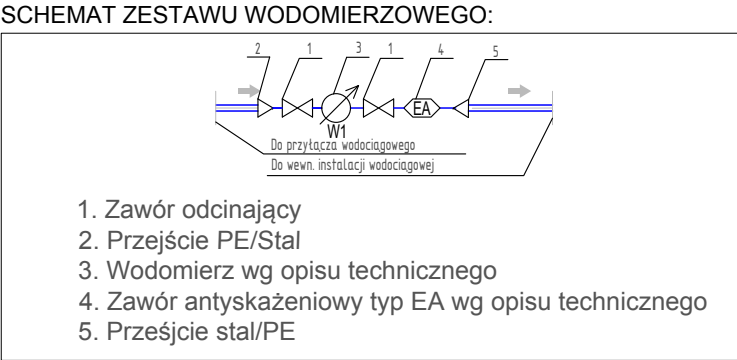 SCHEMAT ZESTAWU WODOMIERZOWEGO:
2 1 3 1 4 5
EA
W1
Do przyłącza wodociągowego
Do wewn. instalacji wodociągowej
1. Zawór odcinający
2. Przejście PE/Stal
3. Wodomierz wg opisu technicznego
4. Zawór antyskażeniowy typ EA wg opisu technicznego
5. Prześjcie stal/PE